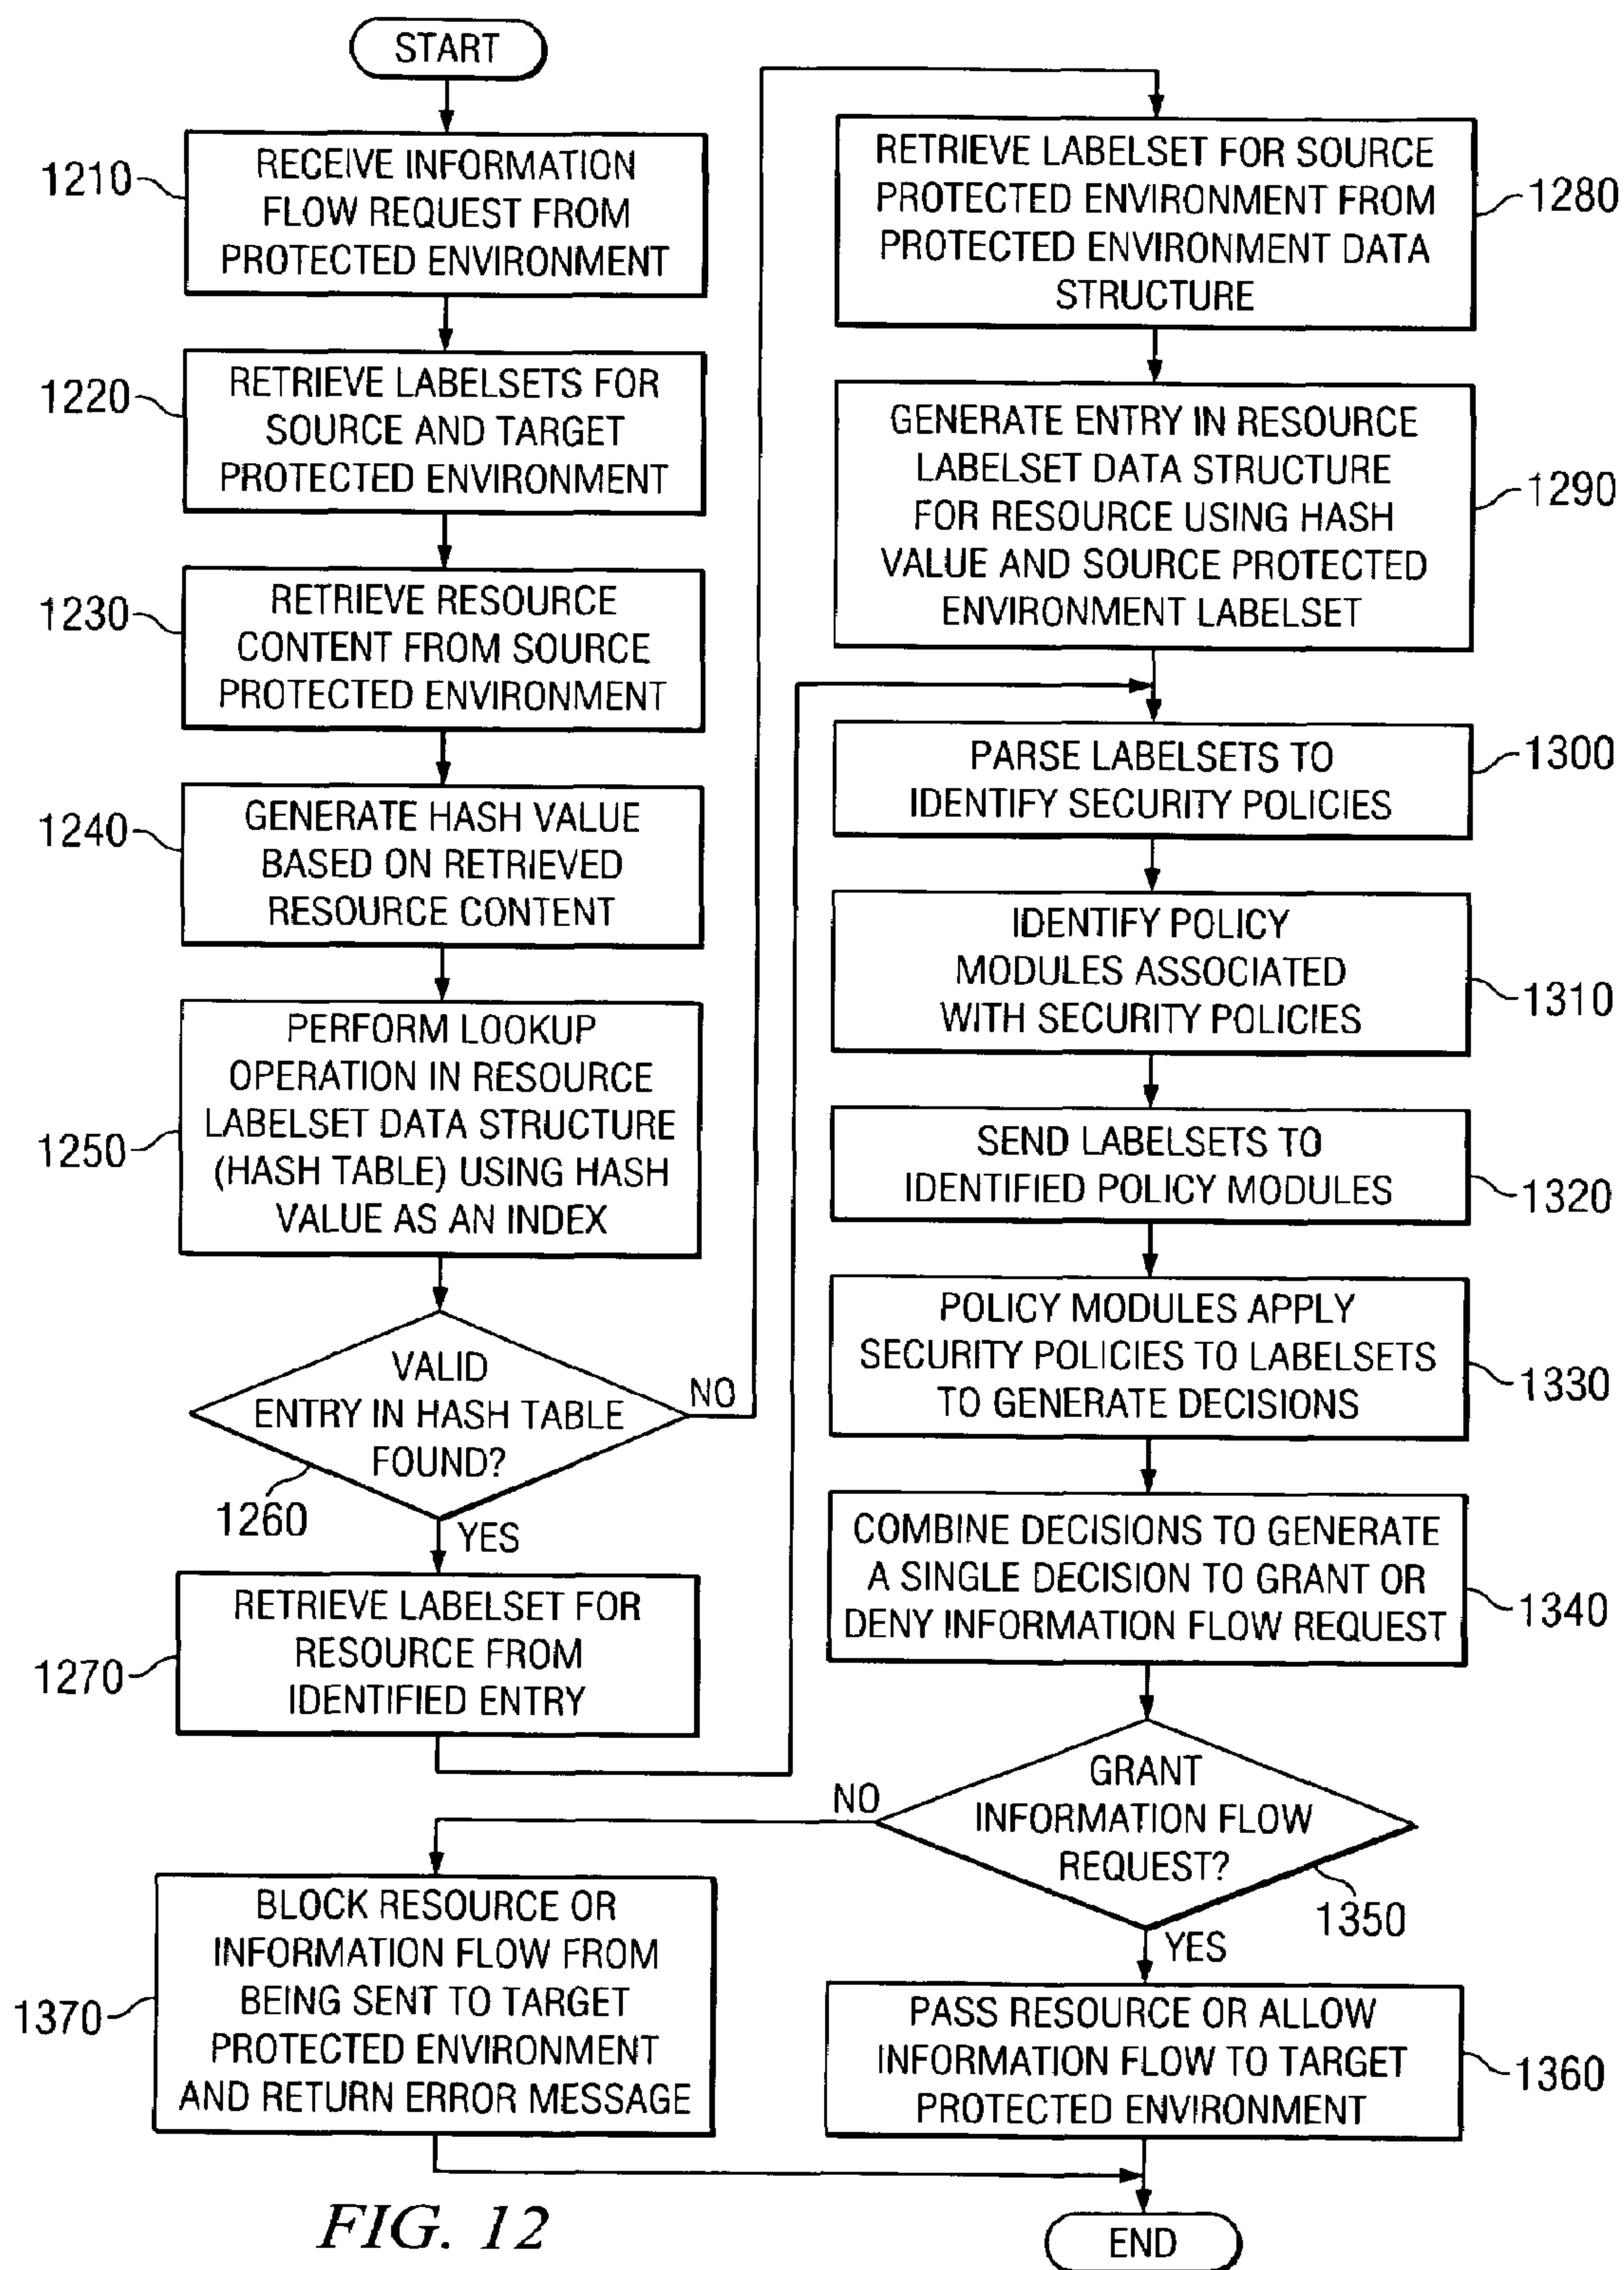 START
1210
RECEIVE INFORMATION
FLOW REQUEST FROM
PROTECTED ENVIRONMENT
1220
RETRIEVE LABELSETS FOR
SOURCE AND TARGET
PROTECTED ENVIRONMENT
1230
RETRIEVE RESOURCE
CONTENT FROM SOURCE
PROTECTED ENVIRONMENT
1240
GENERATE HASH VALUE
BASED ON RETRIEVED
RESOURCE CONTENT
1250
PERFORM LOOKUP
OPERATION IN RESOURCE
LABELSET DATA STRUCTURE
(HASH TABLE) USING HASH
VALUE AS AN INDEX
VALID
ENTRY IN HASH TABLE
FOUND?
NO
1260
YES
1270
RETRIEVE LABELSET FOR
RESOURCE FROM
IDENTIFIED ENTRY
RETRIEVE LABELSET FOR SOURCE
PROTECTED ENVIRONMENT FROM
PROTECTED ENVIRONMENT DATA
STRUCTURE
1280
GENERATE ENTRY IN RESOURCE
LABELSET DATA STRUCTURE
FOR RESOURCE USING HASH
VALUE AND SOURCE PROTECTED
ENVIRONMENT LABELSET
1290
PARSE LABELSETS TO
IDENTIFY SECURITY POLICIES
1300
IDENTIFY POLICY
MODULES ASSOCIATED
WITH SECURITY POLICIES
1310
SEND LABELSETS TO
IDENTIFIED POLICY MODULES
1320
POLICY MODULES APPLY
SECURITY POLICIES TO LABELSETS
TO GENERATE DECISIONS
1330
COMBINE DECISIONS TO GENERATE
A SINGLE DECISION TO GRANT OR
DENY INFORMATION FLOW REQUEST
1340
GRANT
INFORMATION FLOW
REQUEST?
NO
1350
YES
1370
BLOCK RESOURCE OR
INFORMATION FLOW FROM
BEING SENT TO TARGET
PROTECTED ENVIRONMENT
AND RETURN ERROR MESSAGE
PASS RESOURCE OR ALLOW
INFORMATION FLOW TO TARGET
PROTECTED ENVIRONMENT
1360
END
FIG. 12